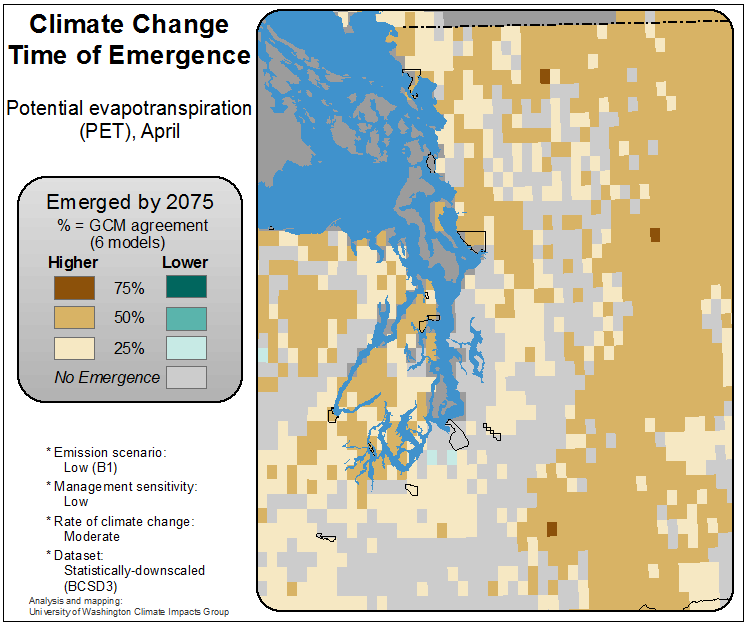 Climate Change
Time of Emergence
Potential evapotranspiration
(PET), April
Emerged by 2075
% = GCM agreement
(6 models)
Higher Lower
75%
50%
25%
No Emergence
* Emission scenario:
Low (B1)
* Management sensitivity:
Low
* Rate of climate change:
Moderate
* Dataset:
Statistically-downscaled
(BCSD3)
Analysis and mapping:
University of Washington Climate Impacts Group